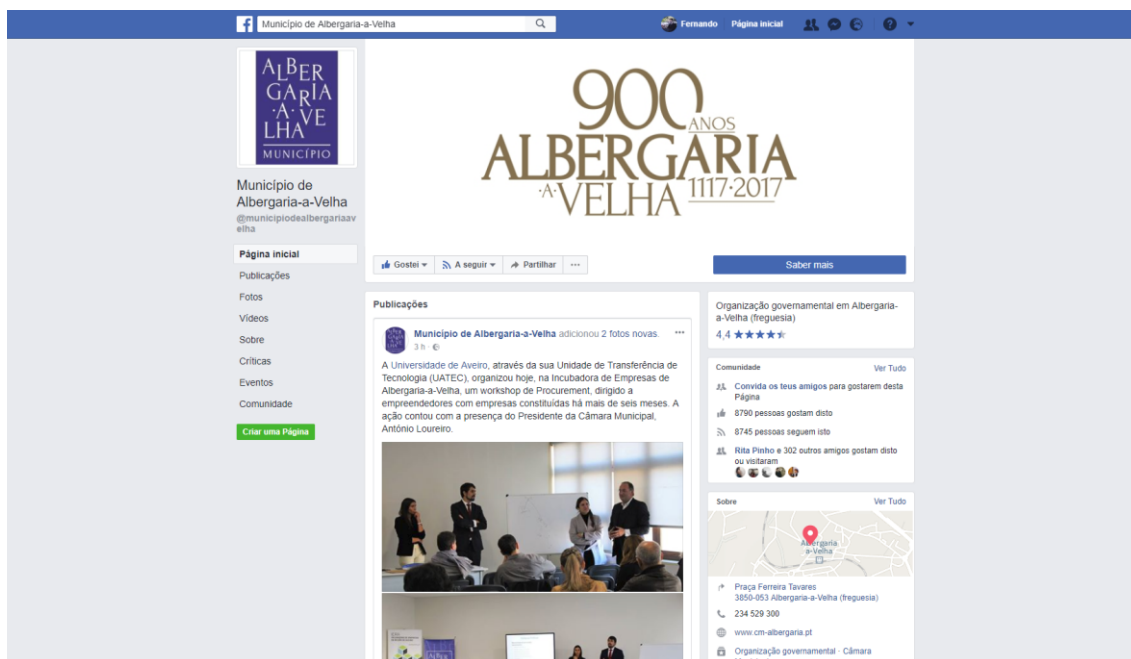 Município de Albergaria-a-Velha
Fernando
Página inicial
ALBER
GARIA
·A·VE
LHA
MUNICÍPIO
900
ANOS
ALBERGARIA
·A·VELHA 1117·2017
Município de
Albergaria-a-Velha
@municipiodealbergariaav
elha
Página inicial
Publicações
Fotos
Vídeos
Sobre
Críticas
Eventos
Comunidade
Criar uma Página
Gostei
A seguir
Partilhar
···
Saber mais
Publicações
Município de Albergaria-a-Velha adicionou 2 fotos novas.
3 h ·
A Universidade de Aveiro, através da sua Unidade de Transferência de
Tecnologia (UATEC), organizou hoje, na Incubadora de Empresas de
Albergaria-a-Velha, um workshop de Procurement, dirigido a
empreendedores com empresas constituídas há mais de seis meses. A
ação contou com a presença do Presidente da Câmara Municipal,
António Loureiro.
Organização governamental em Albergaria-
a-Velha (freguesia)
4,4 ★★★★
Comunidade
Ver Tudo
Convida os teus amigos para gostarem desta
Página
8790 pessoas gostam disto
8745 pessoas seguem isto
Rita Pinho e 302 outros amigos gostam disto
ou visitaram
Sobre
Ver Tudo
Albergaria
a-Velha
Praça Ferreira Tavares
3850-053 Albergaria-a-Velha (freguesia)
234 529 300
www.cm-albergaria.pt
Organização governamental · Câmara